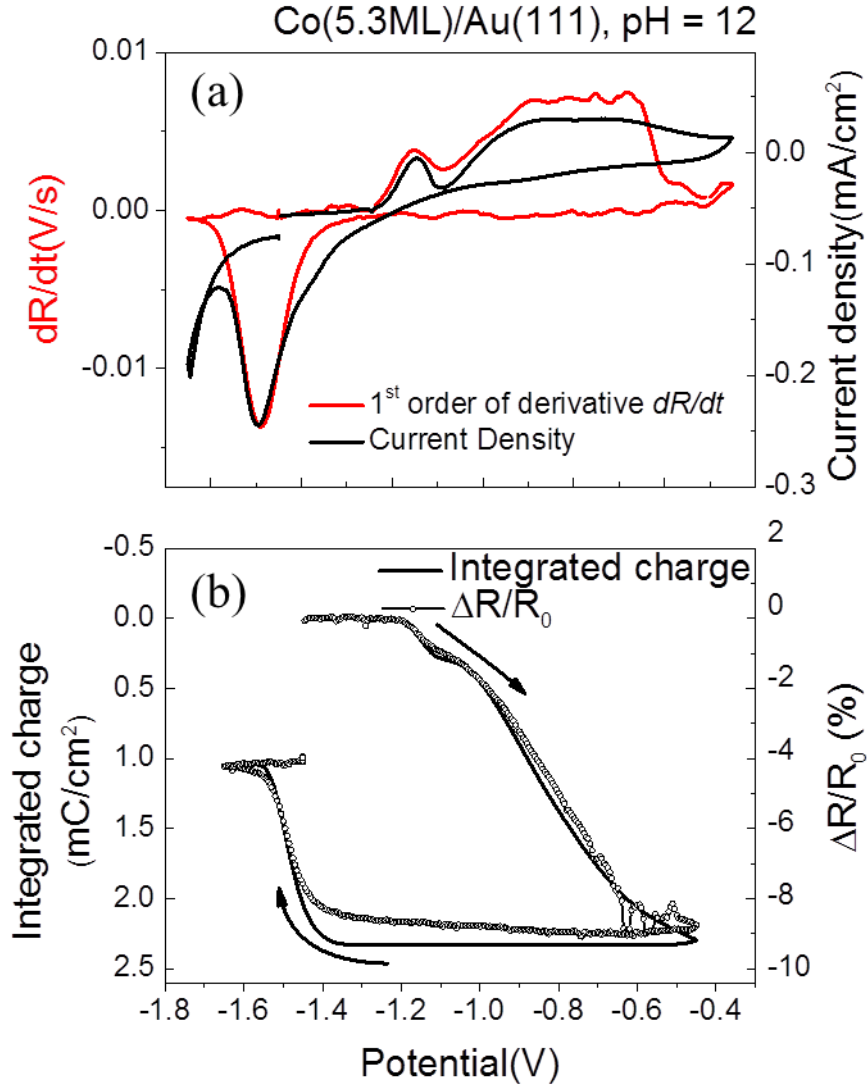 Co(5.3ML)/Au(111), pH = 12
(a)
0.01
0.00
-0.01
dR/dt(V/s)
0.0
-0.1
-0.2
-0.3
Current density(mA/cm²)
1st order of derivative dR/dt
Current Density
(b)
-0.5
0.0
0.5
1.0
1.5
2.0
2.5
Integrated charge
(mC/cm²)
Integrated charge
ΔR/R₀
2
0
-2
-4
-6
-8
-10
ΔR/R₀ (%)
-1.8 -1.6 -1.4 -1.2 -1.0 -0.8 -0.6 -0.4
Potential(V)